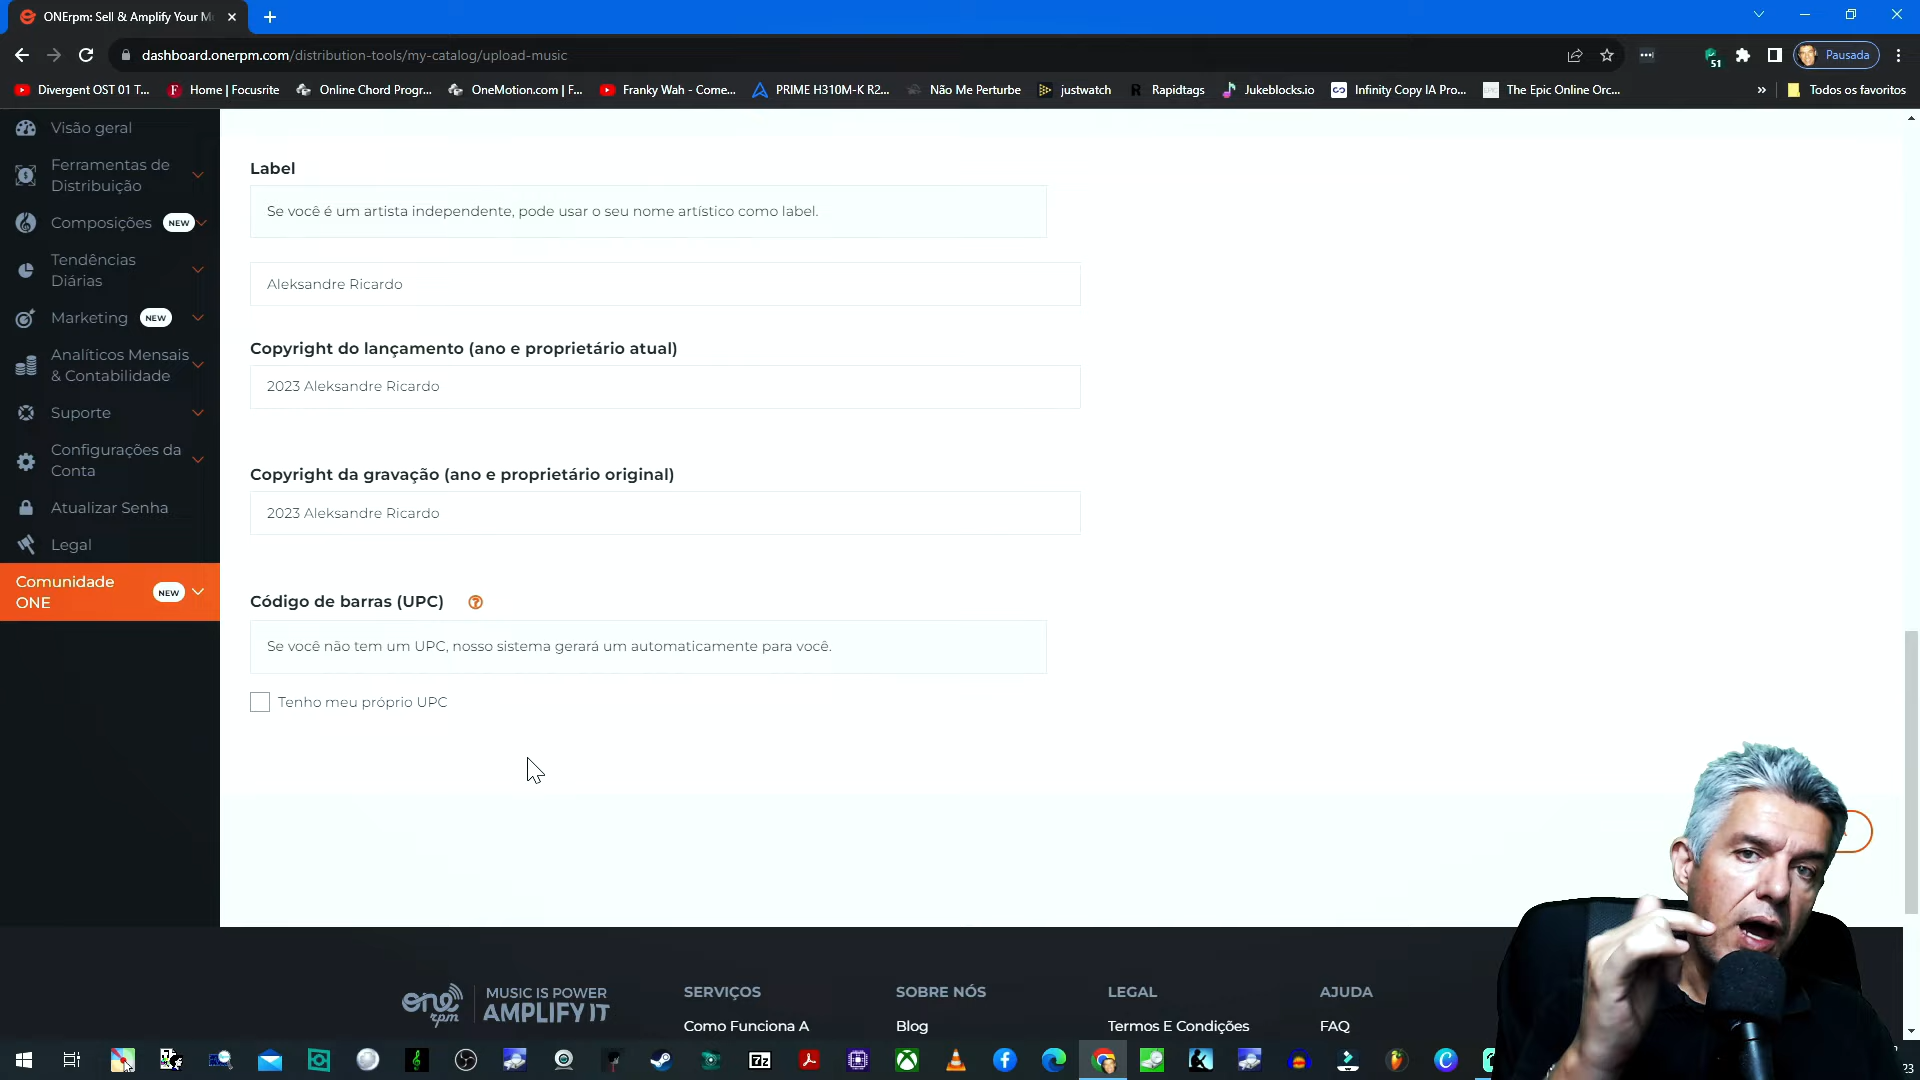 ONErpm: Sell & Amplify Your M
dashboard.onerpm.com/distribution-tools/my-catalog/upload-music
51
Pausada
Divergent OST 01 T...
Home | Focusrite
Online Chord Progr...
OneMotion.com | F...
Franky Wah - Come...
PRIME H310M-K R2...
Não Me Perturbe
justwatch
Rapidtags
Jukeblocks.io
Infinity Copy IA Pro...
The Epic Online Orc...
»
Todos os favoritos
Visão geral
Ferramentas de
Distribuição
Composições NEW
Tendências
Diárias
Marketing NEW
Analíticos Mensais
& Contabilidade
Suporte
Configurações da
Conta
Atualizar Senha
Legal
Comunidade
ONE
NEW
Label
Se você é um artista independente, pode usar o seu nome artístico como label.
Aleksandre Ricardo
Copyright do lançamento (ano e proprietário atual)
2023 Aleksandre Ricardo
Copyright da gravação (ano e proprietário original)
2023 Aleksandre Ricardo
Código de barras (UPC)
Se você não tem um UPC, nosso sistema gerará um automaticamente para você.
Tenho meu próprio UPC
one rpm
MUSIC IS POWER
AMPLIFY IT
SERVIÇOS
Como Funciona A
SOBRE NÓS
Blog
LEGAL
Termos E Condições
AJUDA
FAQ
7z
23